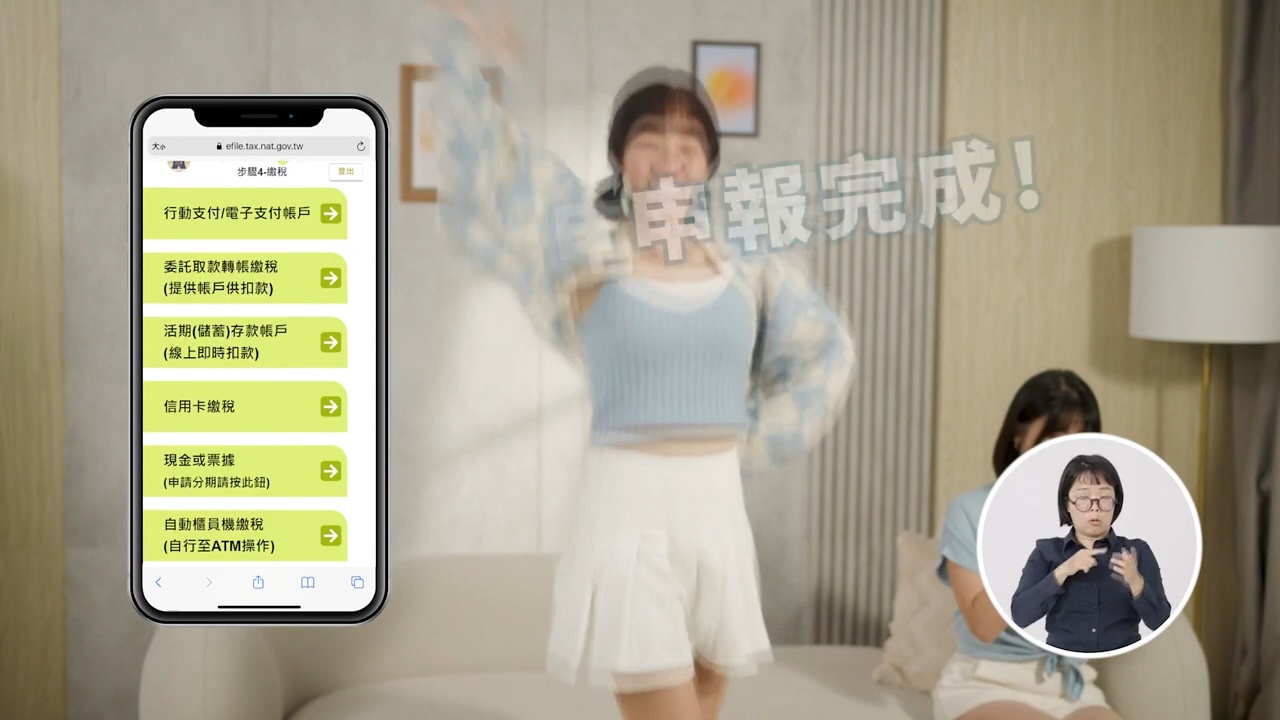 大小
efile.tax.nat.gov.tw
步驟4-繳稅
登出
行動支付/電子支付帳戶
委託取款轉帳繳稅
(提供帳戶供扣款)
活期(儲蓄)存款帳戶
(線上即時扣款)
信用卡繳稅
現金或票據
(申請分期請按此鈕)
自動櫃員機繳稅
(自行至ATM操作)
申報完成!